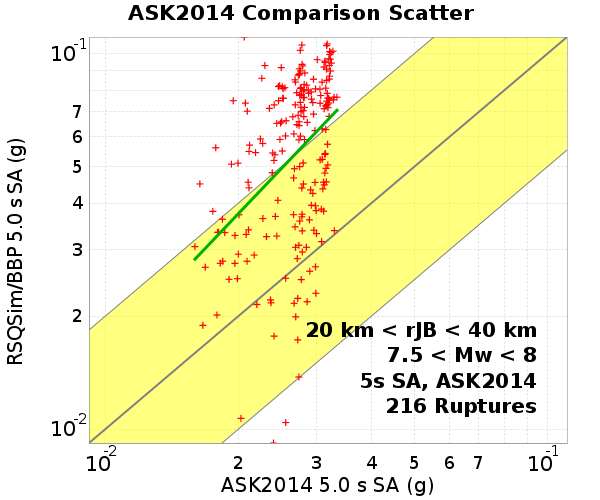 ASK2014 Comparison Scatter
RSQSim/BBP 5.0 s SA (g)
10⁻¹
7
6
5
4
3
2
10⁻²
20 km < rJB < 40 km
7.5 < Mw < 8
5s SA, ASK2014
216 Ruptures
10⁻² 2 3 4 5 6 7 10⁻¹
ASK2014 5.0 s SA (g)